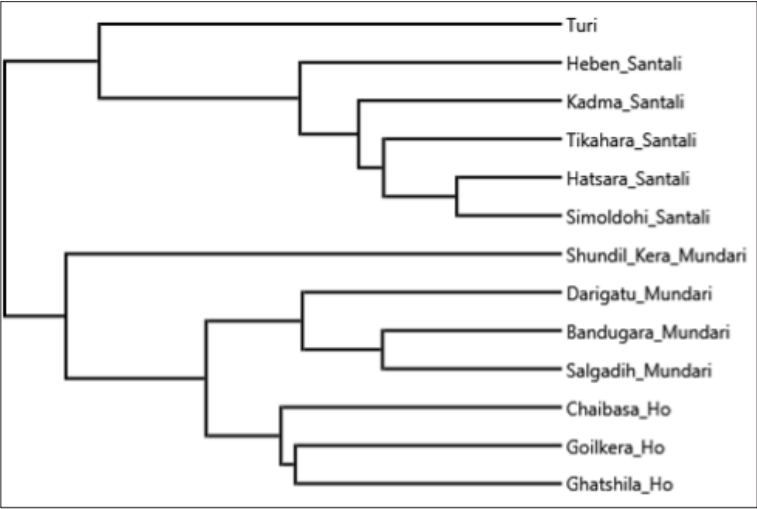 Turi
Heben_Santali
Kadma_Santali
Tikahara_Santali
Hatsara_Santali
Simoldohi_Santali
Shundil_Kera_Mundari
Darigatu_Mundari
Bandugara_Mundari
Salgadih_Mundari
Chaibasa_Ho
Goilkera_Ho
Ghatshila_Ho